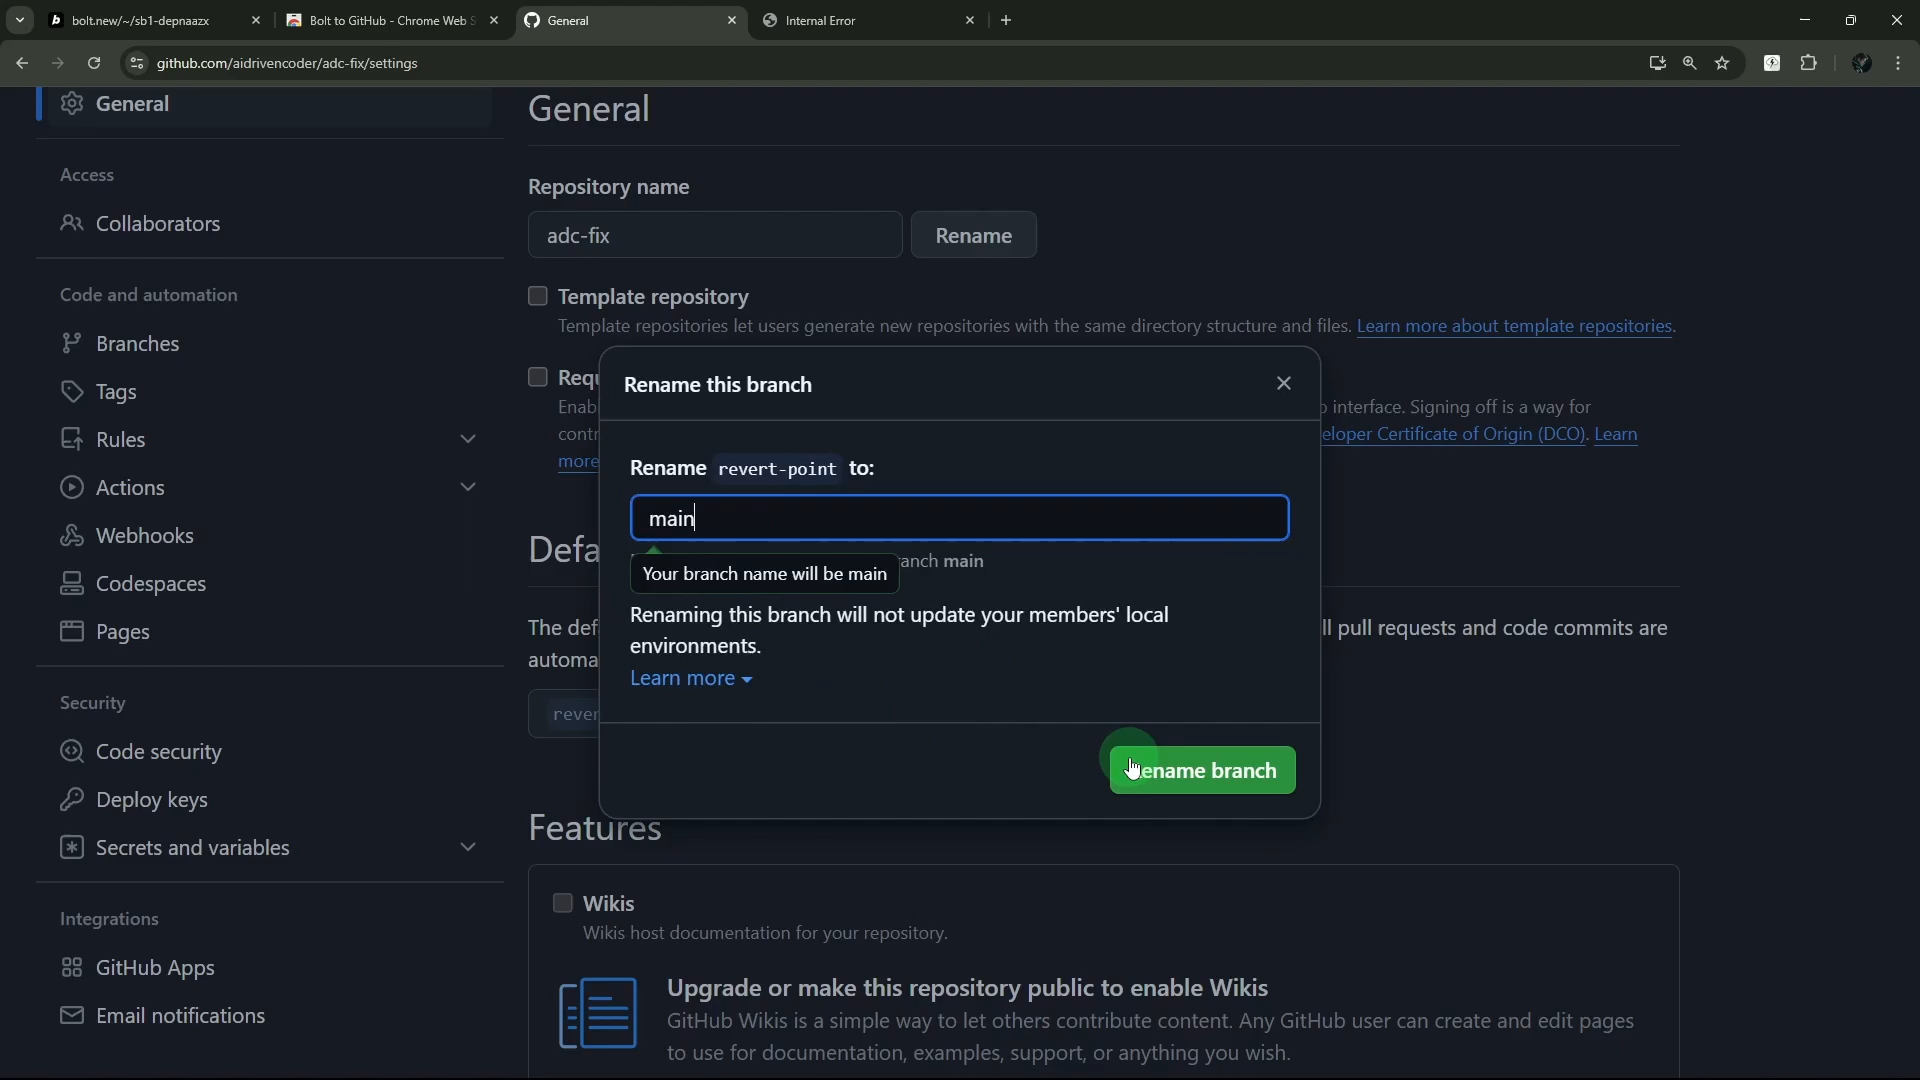 bolt.new/~/sb1-depnaazx
Bolt to GitHub - Chrome Web S
General
Internal Error
github.com/aidrivencoder/adc-fix/settings
General
Access
Collaborators
Code and automation
Branches
Tags
Rules
Actions
Webhooks
Codespaces
Pages
Security
Code security
Deploy keys
Secrets and variables
Integrations
GitHub Apps
Email notifications
General
Repository name
adc-fix
Rename
Template repository
Template repositories let users generate new repositories with the same directory structure and files. Learn more about template repositories.
Requ
Enab
interface. Signing off is a way for
contr
eloper Certificate of Origin (DCO). Learn
more
Defa
The def
ll pull requests and code commits are
automa
rever
Rename this branch
Rename revert-point to:
main
anch main
Your branch name will be main
Renaming this branch will not update your members' local
environments.
Learn more
ename branch
Features
Wikis
Wikis host documentation for your repository.
Upgrade or make this repository public to enable Wikis
GitHub Wikis is a simple way to let others contribute content. Any GitHub user can create and edit pages
to use for documentation, examples, support, or anything you wish.